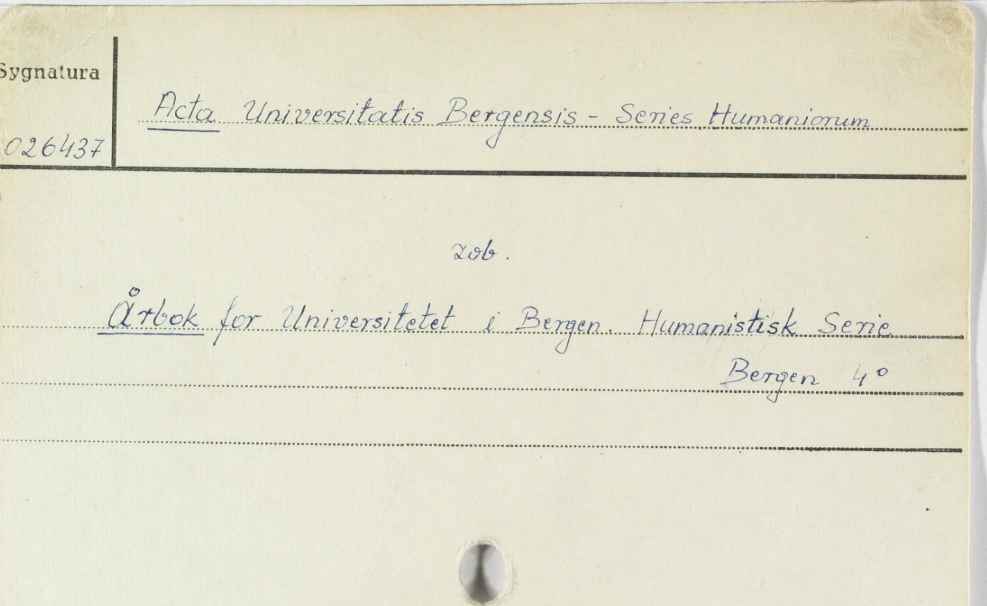 Sygnatura
Acta Universitatis Bergensis - Series Humaniorum
026437
zob.
Årbok for Universitetet i Bergen. Humanistisk Serie
Bergen 4°